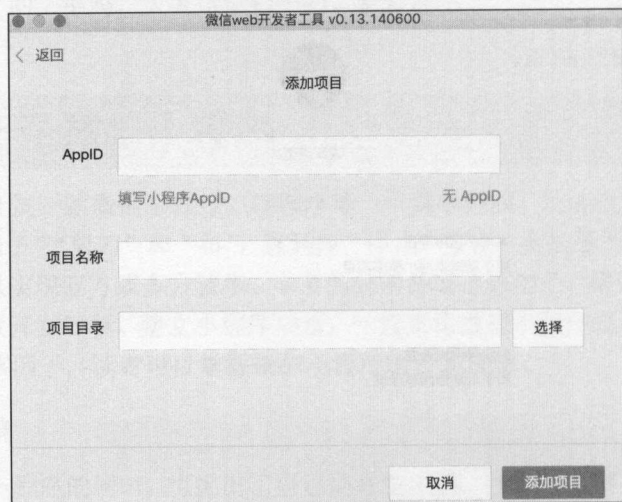 微信web开发者工具 v0.13.140600
< 返回
添加项目
AppID
填写小程序AppID 无 AppID
项目名称
项目目录 选择
取消 添加项目